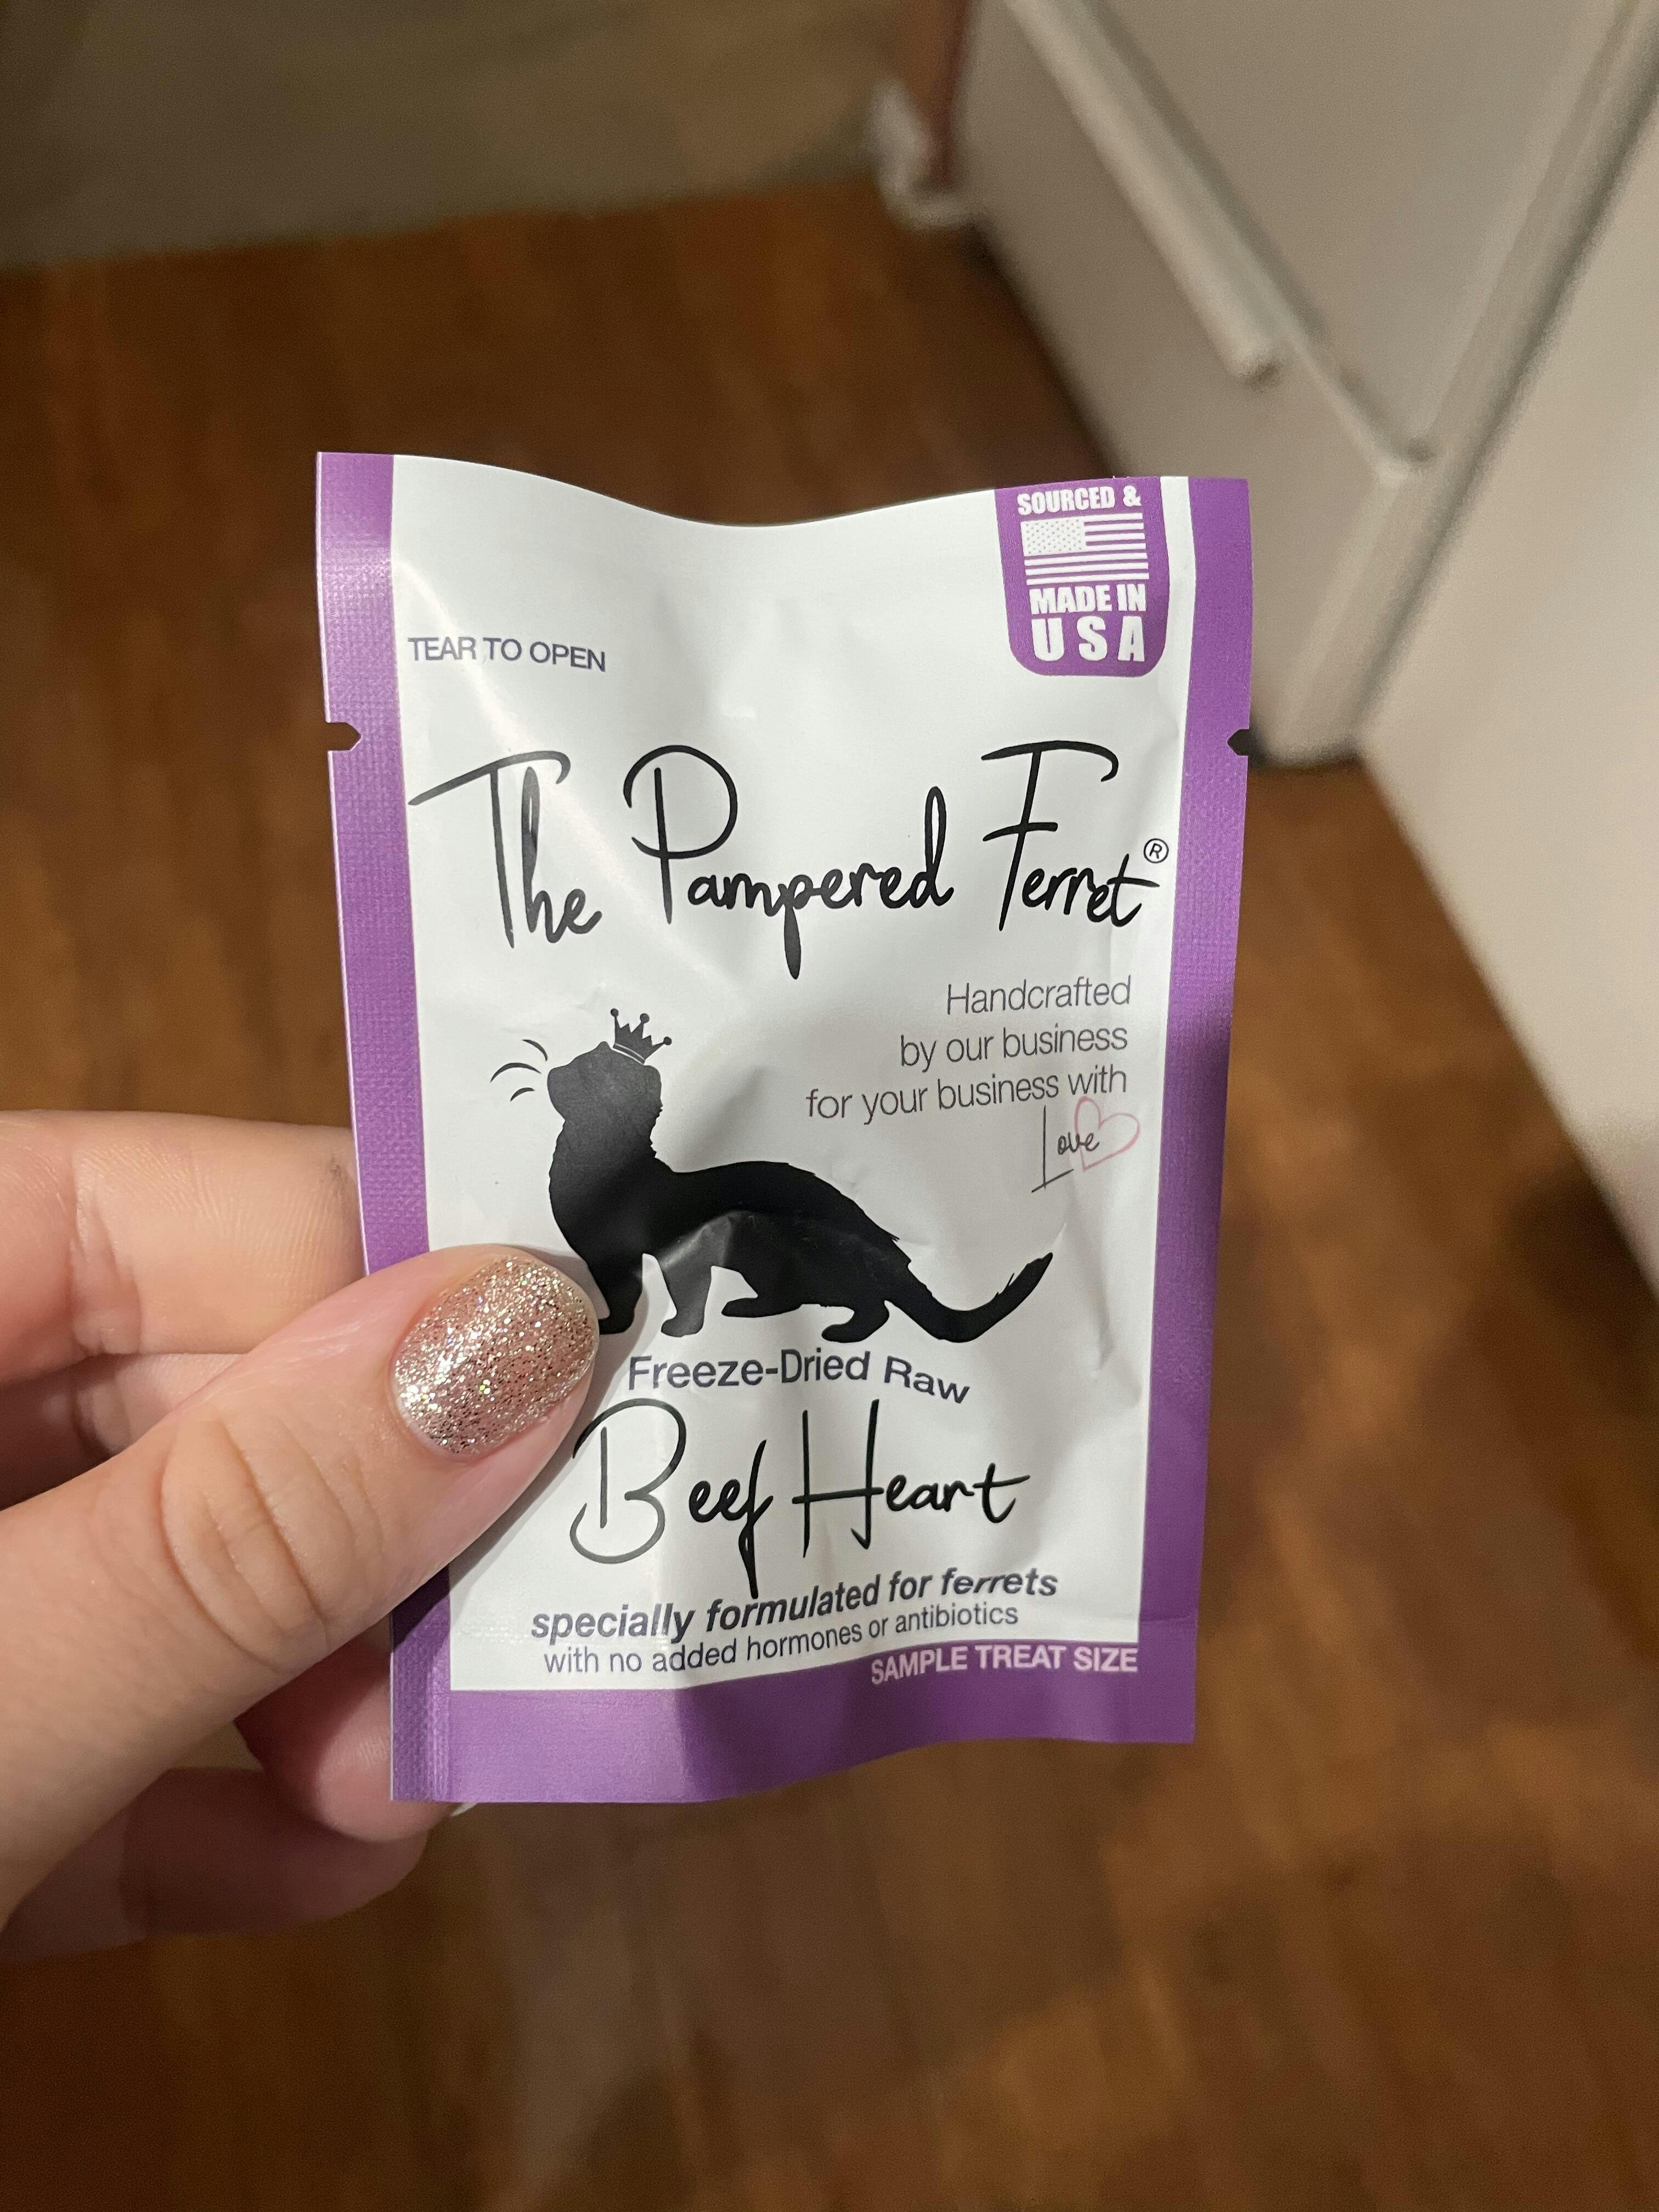 SOURCED &
MADE IN
USA
TEAR TO OPEN
The Pampered Ferret®
Handcrafted
by our business
for your business with
Love
Freeze-Dried Raw
Beef Heart
specially formulated for ferrets
with no added hormones or antibiotics
SAMPLE TREAT SIZE